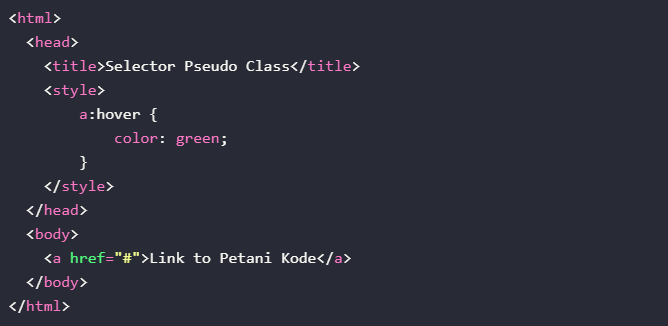 <html>
  <head>
    <title>Selector Pseudo Class</title>
    <style>
        a:hover {
            color: green;
        }
    </style>
  </head>
  <body>
    <a href="#">Link to Petani Kode</a>
  </body>
</html>